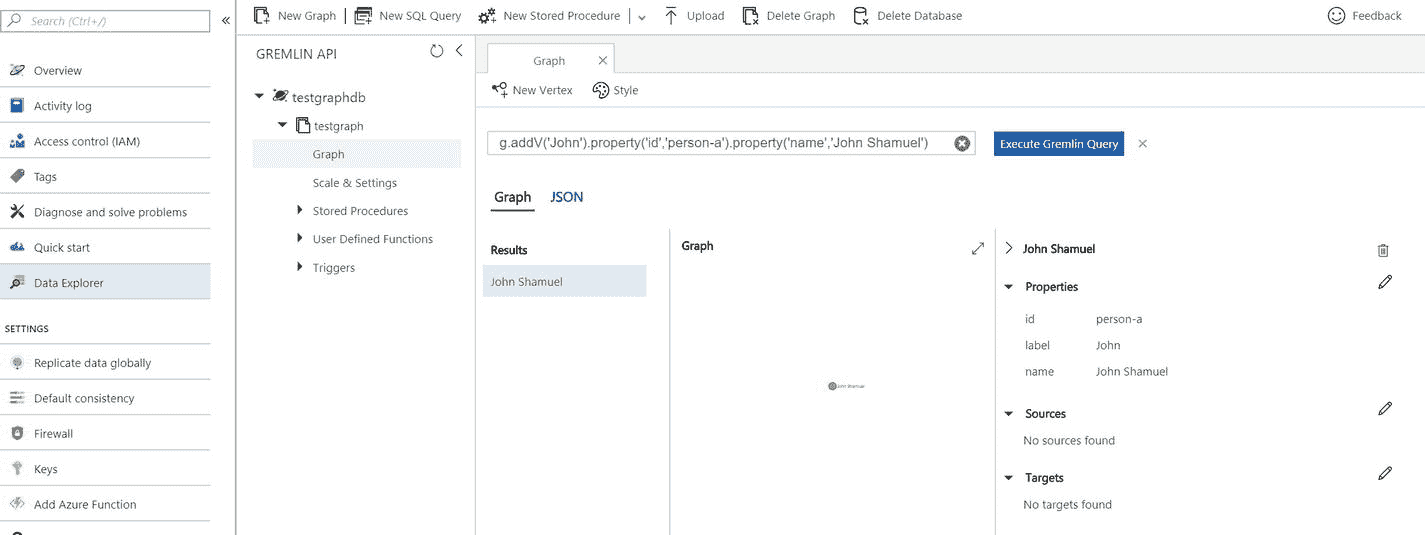 Search (Ctrl+/)
«
Overview
Activity log
Access control (IAM)
Tags
Diagnose and solve problems
Quick start
Data Explorer
SETTINGS
Replicate data globally
Default consistency
Firewall
Keys
Add Azure Function
New Graph
New SQL Query
New Stored Procedure
Upload
Delete Graph
Delete Database
Feedback
GREMLIN API
testgraphdb
testgraph
Graph
Scale & Settings
Stored Procedures
User Defined Functions
Triggers
Graph
New Vertex
Style
g.addV('John').property('id','person-a').property('name','John Shamuel')
Execute Gremlin Query
Graph
JSON
Results
John Shamuel
Graph
John Shamuel
John Shamuel
Properties
id person-a
label John
name John Shamuel
Sources
No sources found
Targets
No targets found